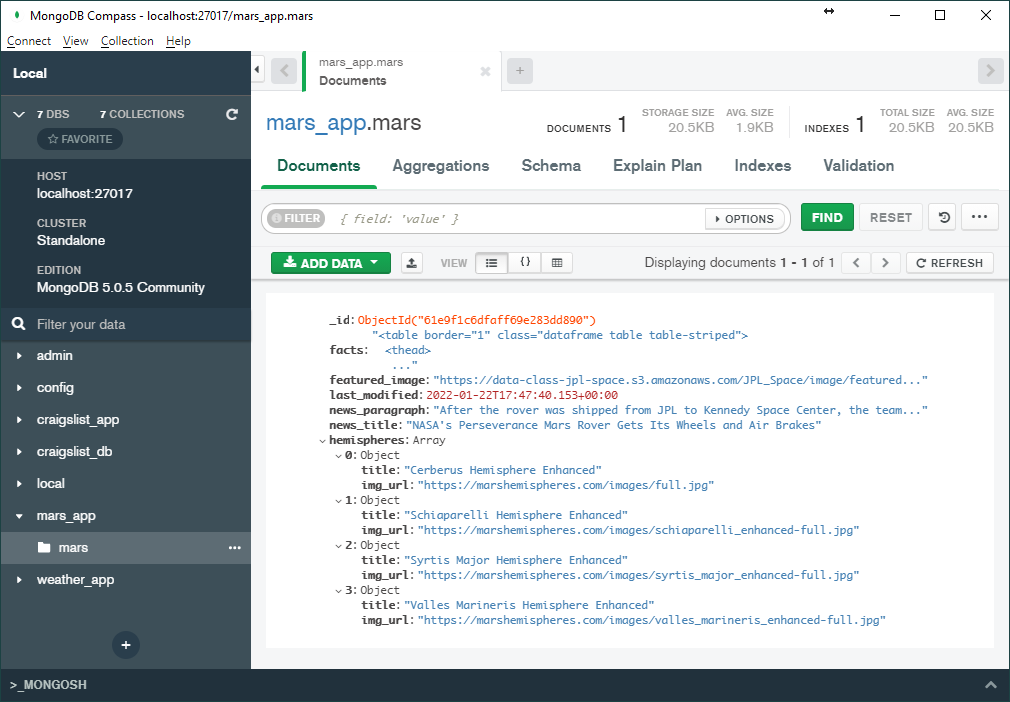 MongoDB Compass - localhost:27017/mars_app.mars
Connect View Collection Help
Local
7 DBS 7 COLLECTIONS
FAVORITE
HOST
localhost:27017
CLUSTER
Standalone
EDITION
MongoDB 5.0.5 Community
Filter your data
admin
config
craigslist_app
craigslist_db
local
mars_app
mars
weather_app
mars_app.mars
Documents
mars_app.mars
DOCUMENTS 1
STORAGE SIZE
20.5KB
AVG. SIZE
1.9KB
INDEXES 1
TOTAL SIZE
20.5KB
AVG. SIZE
20.5KB
Documents Aggregations Schema Explain Plan Indexes Validation
FILTER { field: 'value' } OPTIONS FIND RESET
ADD DATA VIEW {} Displaying documents 1 - 1 of 1 REFRESH
_id: ObjectId("61e9f1c6dfaff69e283dd890")
"<table border="1" class="dataframe table table-striped">
facts: <thead>
..."
featured_image: "https://data-class-jpl-space.s3.amazonaws.com/JPL_Space/image/featured..."
last_modified: 2022-01-22T17:47:40.153+00:00
news_paragraph: "After the rover was shipped from JPL to Kennedy Space Center, the team..."
news_title: "NASA's Perseverance Mars Rover Gets Its Wheels and Air Brakes"
hemispheres: Array
0: Object
title: "Cerberus Hemisphere Enhanced"
img_url: "https://marshemispheres.com/images/full.jpg"
1: Object
title: "Schiaparelli Hemisphere Enhanced"
img_url: "https://marshemispheres.com/images/schiaparelli_enhanced-full.jpg"
2: Object
title: "Syrtis Major Hemisphere Enhanced"
img_url: "https://marshemispheres.com/images/syrtis_major_enhanced-full.jpg"
3: Object
title: "Valles Marineris Hemisphere Enhanced"
img_url: "https://marshemispheres.com/images/valles_marineris_enhanced-full.jpg"
>_MONGOSH